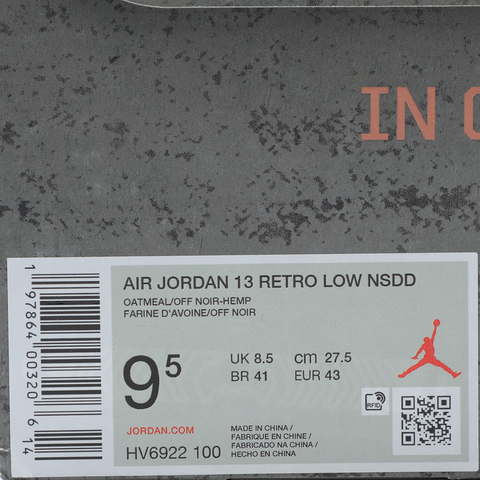 IN
AIR JORDAN 13 RETRO LOW NSDD
OATMEAL/OFF NOIR-HEMP
FARINE D'AVOINE/OFF NOIR
9⁵
UK 8.5 cm 27.5
BR 41 EUR 43
RFID
JORDAN.COM
HV6922 100
MADE IN CHINA /
FABRIQUE EN CHINE /
FABRICADO NA CHINA /
HECHO EN CHINA
1 97864 00320 6 14